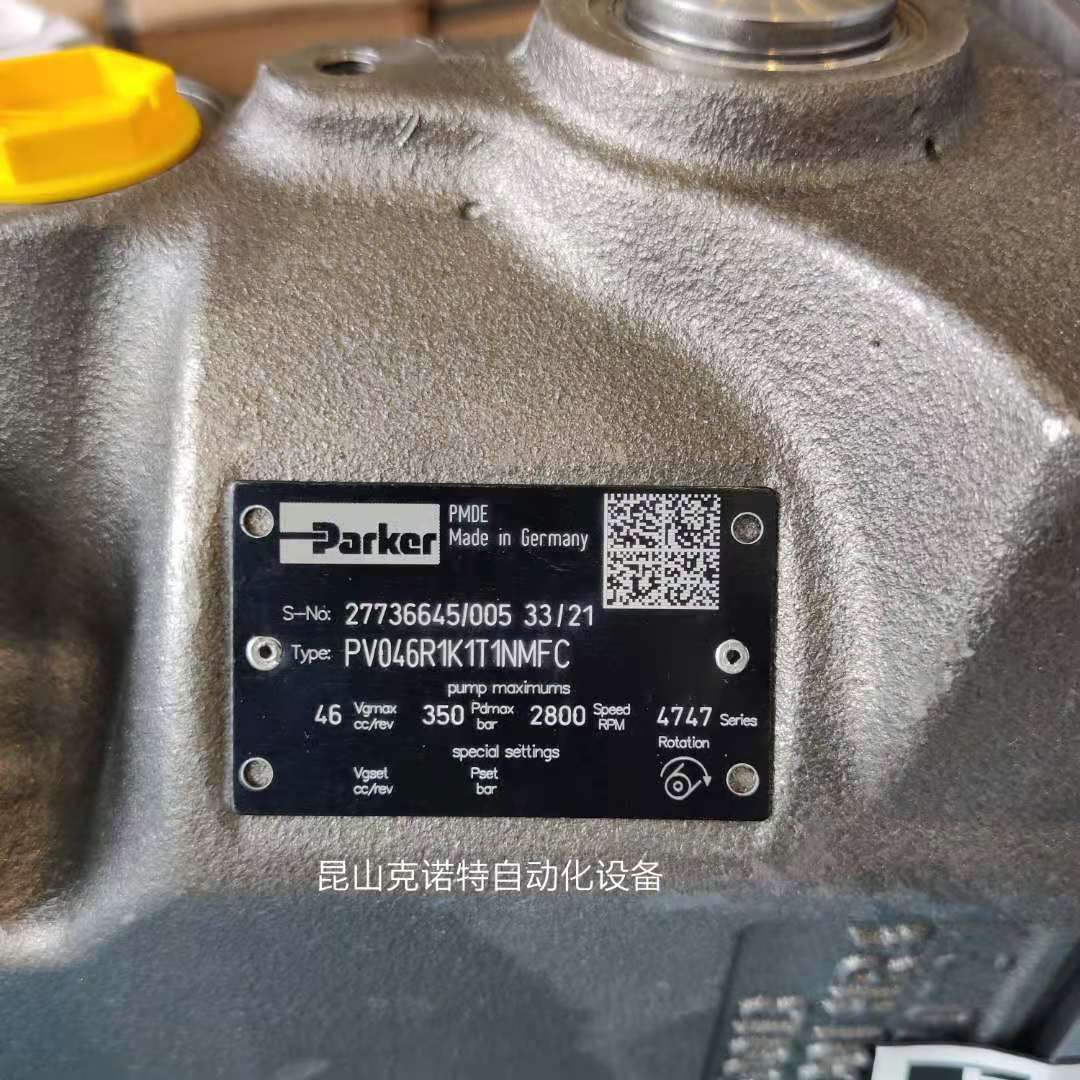 Parker
PMDE
Made in Germany
S-No: 27736645/005 33/21
Type: PV046R1K1T1NMFC
pump maximums
46 Vgmax cc/rev 350 Pdmax bar 2800 Speed RPM 4747 Series
Rotation
special settings
Vgset cc/rev Pset bar
昆山克诺特自动化设备